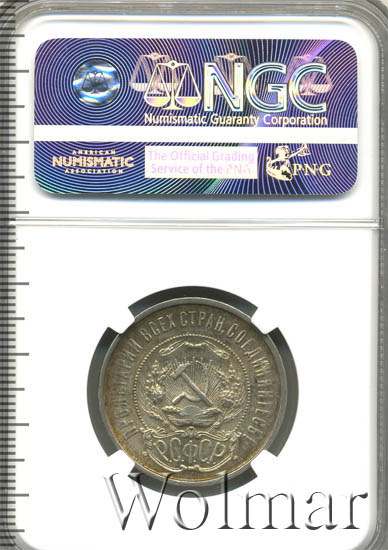 NGC
Numismatic Guaranty Corporation
AMERICAN
NUMISMATIC
ASSOCIATION
The Official Grading
Service of the PNG
PNG
ПРОЛЕТАРИИ ВСЕХ СТРАН, СОЕДИНЯЙТЕСЬ!
РСФСР
Wolmar